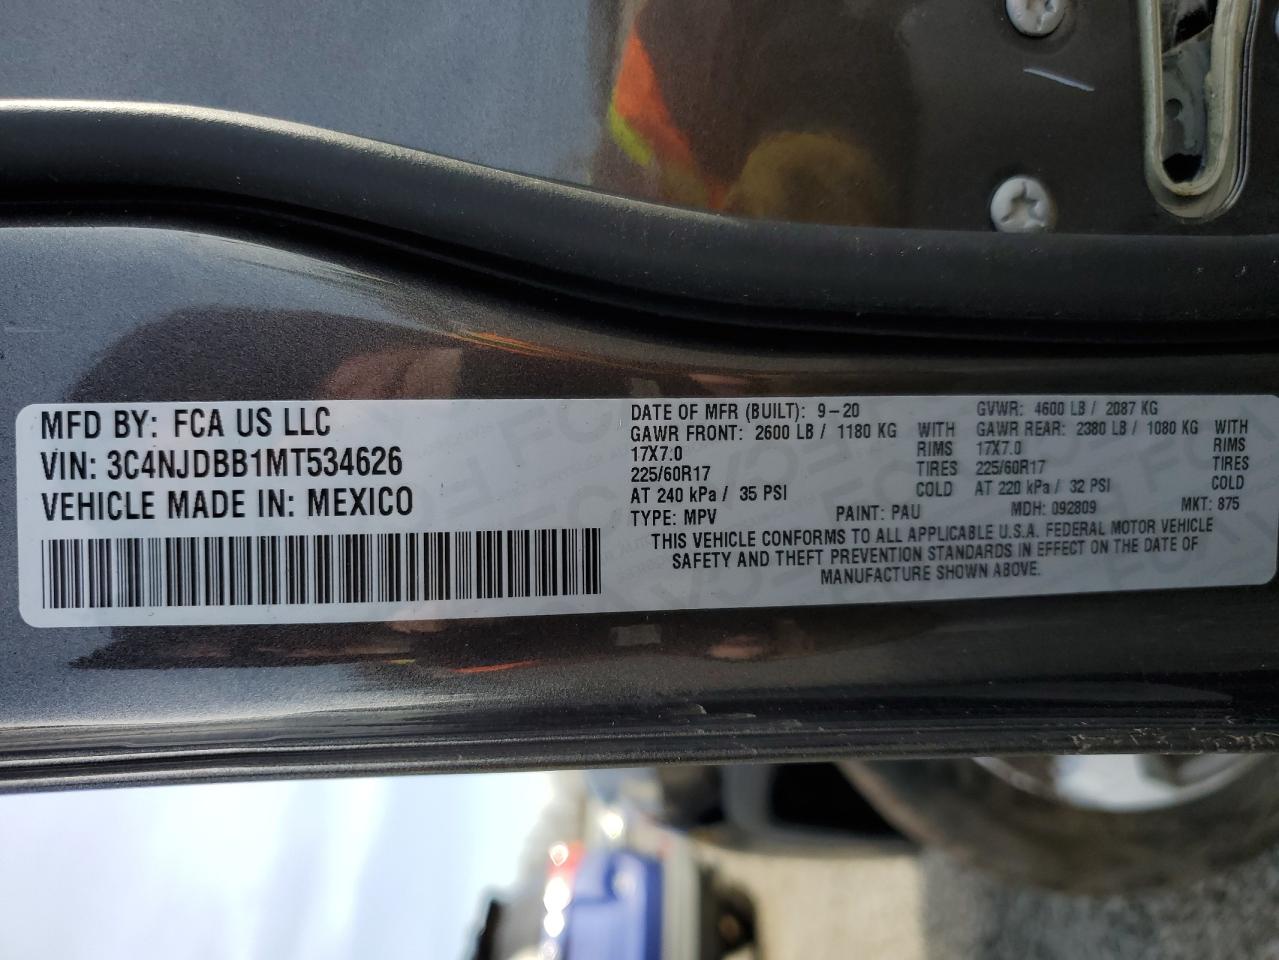 MFD BY: FCA US LLC
VIN: 3C4NJDBB1MT534626
VEHICLE MADE IN: MEXICO
DATE OF MFR (BUILT): 9-20 GVWR: 4600 LB / 2087 KG
GAWR FRONT: 2600 LB / 1180 KG WITH GAWR REAR: 2380 LB / 1080 KG WITH
17X7.0 RIMS 17X7.0 RIMS
225/60R17 TIRES 225/60R17 TIRES
AT 240 kPa / 35 PSI COLD AT 220 kPa / 32 PSI COLD
TYPE: MPV PAINT: PAU MDH: 092809 MKT: 875
THIS VEHICLE CONFORMS TO ALL APPLICABLE U.S.A. FEDERAL MOTOR VEHICLE
SAFETY AND THEFT PREVENTION STANDARDS IN EFFECT ON THE DATE OF
MANUFACTURE SHOWN ABOVE.